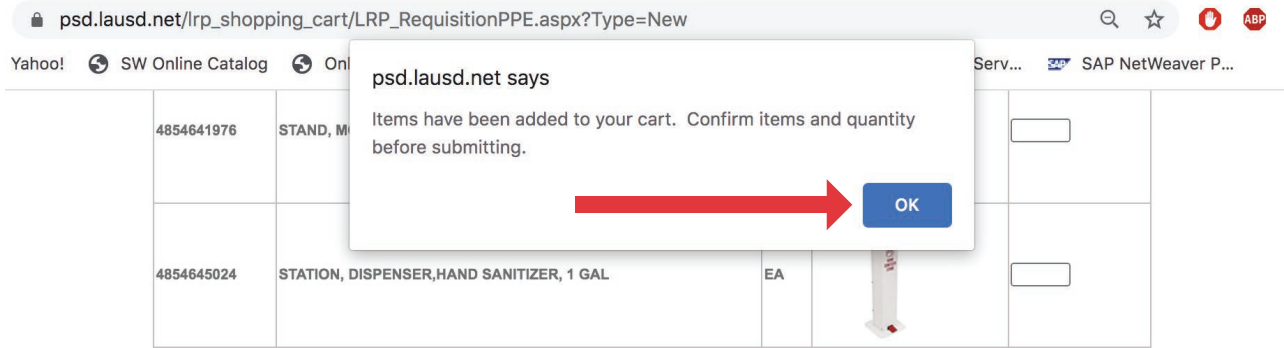 psd.lausd.net/lrp_shopping_cart/LRP_RequisitionPPE.aspx?Type=New
ABP
Yahoo! SW Online Catalog Onl Serv... SAP SAP NetWeaver P...
psd.lausd.net says
Items have been added to your cart. Confirm items and quantity
before submitting.
OK
4854641976 STAND, M
4854645024 STATION, DISPENSER,HAND SANITIZER, 1 GAL EA